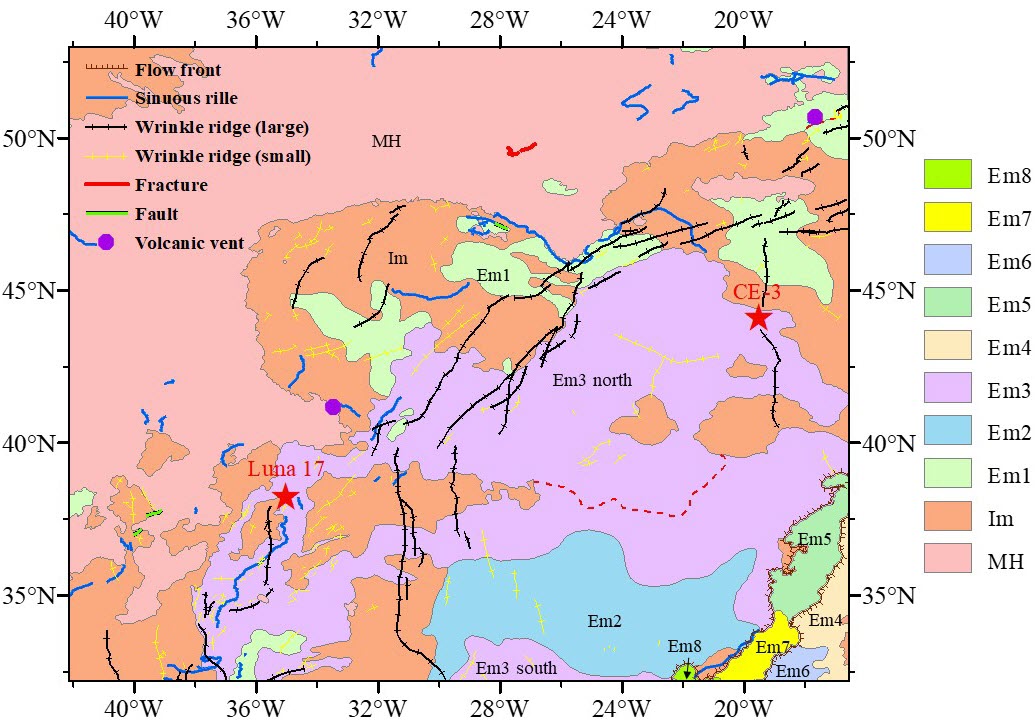 40°W 36°W 32°W 28°W 24°W 20°W
Flow front
Sinuous rille
Wrinkle ridge (large)
Wrinkle ridge (small)
Fracture
Fault
Volcanic vent
50°N
45°N
40°N
35°N
50°N
45°N
40°N
35°N
MH
Im
Em1
CE-3
Em3 north
Luna 17
Em5
Em2
Em4
Em8
Em7
Em3 south
Em6
40°W 36°W 32°W 28°W 24°W 20°W
Em8
Em7
Em6
Em5
Em4
Em3
Em2
Em1
Im
MH